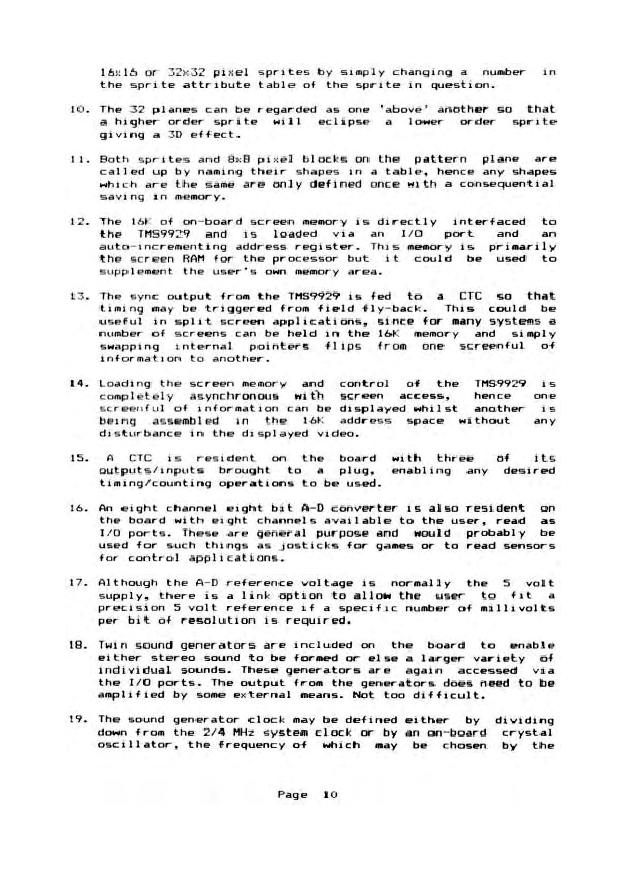 16x16 or 32x32 pixel sprites by simply changing a number in
the sprite attribute table of the sprite in question.
10. The 32 planes can be regarded as one 'above' another so that
a higher order sprite will eclipse a lower order sprite
giving a 3D effect.
11. Both sprites and 8x8 pixel blocks on the pattern plane are
called up by naming their shapes in a table, hence any shapes
which are the same are only defined once with a consequential
saving in memory.
12. The 16K of on-board screen memory is directly interfaced to
the TMS9929 and is loaded via an I/O port and an
auto-incrementing address register. This memory is primarily
the screen RAM for the processor but it could be used to
supplement the user's own memory area.
13. The sync output from the TMS9929 is fed to a CTC so that
timing may be triggered from field fly-back. This could be
useful in split screen applications, since for many systems a
number of screens can be held in the 16K memory and simply
swapping internal pointers flips from one screenful of
information to another.
14. Loading the screen memory and control of the TMS9929 is
completely asynchronous with screen access, hence one
screenful of information can be displayed whilst another is
being assembled in the 16K address space without any
disturbance in the displayed video.
15. A CTC is resident on the board with three of its
outputs/inputs brought to a plug, enabling any desired
timing/counting operations to be used.
16. An eight channel eight bit A-D converter is also resident on
the board with eight channels available to the user, read as
I/O ports. These are general purpose and would probably be
used for such things as josticks for games or to read sensors
for control applications.
17. Although the A-D reference voltage is normally the 5 volt
supply, there is a link option to allow the user to fit a
precision 5 volt reference if a specific number of millivolts
per bit of resolution is required.
18. Twin sound generators are included on the board to enable
either stereo sound to be formed or else a larger variety of
individual sounds. These generators are again accessed via
the I/O ports. The output from the generators does need to be
amplified by some external means. Not too difficult.
19. The sound generator clock may be defined either by dividing
down from the 2/4 MHz system clock or by an on-board crystal
oscillator, the frequency of which may be chosen by the
Page 10